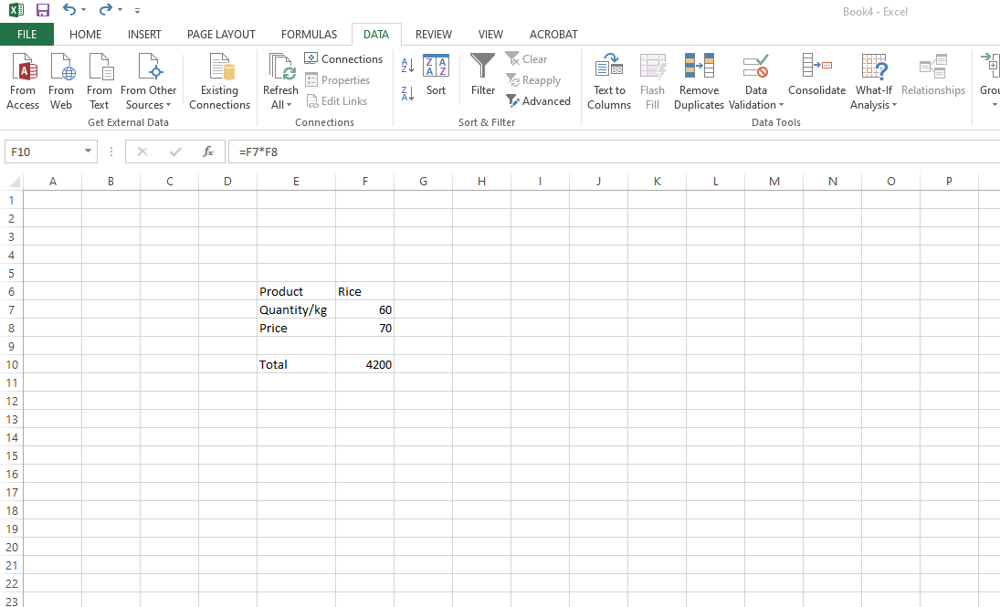 Book4 - Excel
FILE HOME INSERT PAGE LAYOUT FORMULAS DATA REVIEW VIEW ACROBAT
From Access
From Web
From Text
From Other Sources
Existing Connections
Get External Data
Refresh All
Connections
Properties
Edit Links
Connections
A Z
Z A
Z A A Z
Sort
Filter
Clear
Reapply
Advanced
Sort & Filter
Text to Columns
Flash Fill
Remove Duplicates
Data Validation
Consolidate
What-If Analysis
Relationships
Data Tools
Grou
F10 fx =F7*F8
A B C D E F G H I J K L M N O P
1
2
3
4
5
6 Product Rice
7 Quantity/kg 60
8 Price 70
9
10 Total 4200
11
12
13
14
15
16
17
18
19
20
21
22
23